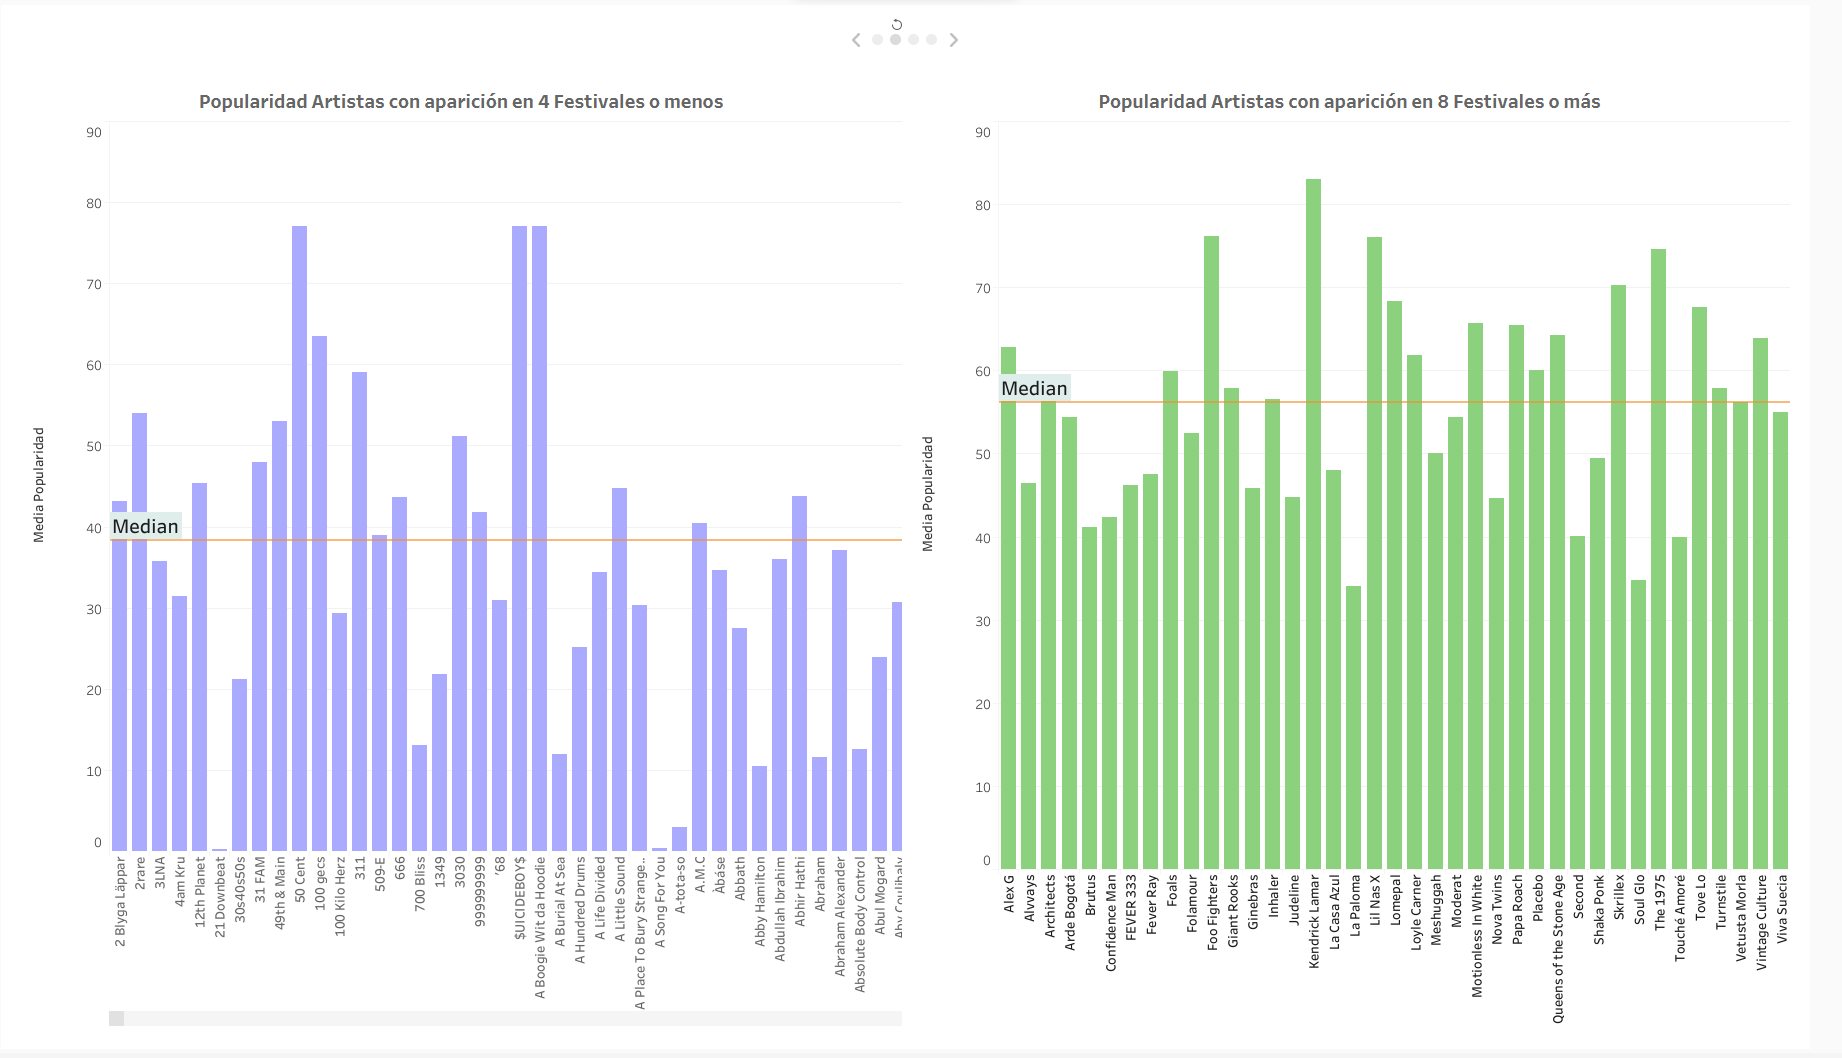 Popularidad Artistas con aparición en 4 Festivales o menos
90
80
70
60
50
40
30
20
10
0
Media Popularidad
Median
2 Blyga Läppar
2rare
3LNA
4am Kru
12th Planet
21 Downbeat
30s40s50s
31 FAM
49th & Main
50 Cent
100 gecs
100 Kilo Herz
311
509-E
666
700 Bliss
1349
3030
999999999
'68
$UICIDEBOY$
A Boogie Wit da Hoodie
A Burial At Sea
A Hundred Drums
A Life Divided
A Little Sound
A Place To Bury Strange..
A Song For You
A-tota-so
A.M.C
Abáse
Abbath
Abby Hamilton
Abdullah Ibrahim
Abhir Hathi
Abraham
Abraham Alexander
Absolute Body Control
Abul Mogard
Popularidad Artistas con aparición en 8 Festivales o más
90
80
70
60
50
40
30
20
10
0
Media Popularidad
Median
Alex G
Alvvays
Architects
Arde Bogotá
Brutus
Confidence Man
FEVER 333
Fever Ray
Foals
Folamour
Foo Fighters
Giant Rooks
Ginebras
Inhaler
Judeline
Kendrick Lamar
La Casa Azul
La Paloma
Lil Nas X
Lomepal
Loyle Carner
Meshuggah
Moderat
Motionless In White
Nova Twins
Papa Roach
Placebo
Queens of the Stone Age
Second
Shaka Ponk
Skrillex
Soul Glo
The 1975
Touché Amoré
Tove Lo
Turnstile
Vetusta Morla
Vintage Culture
Viva Suecia